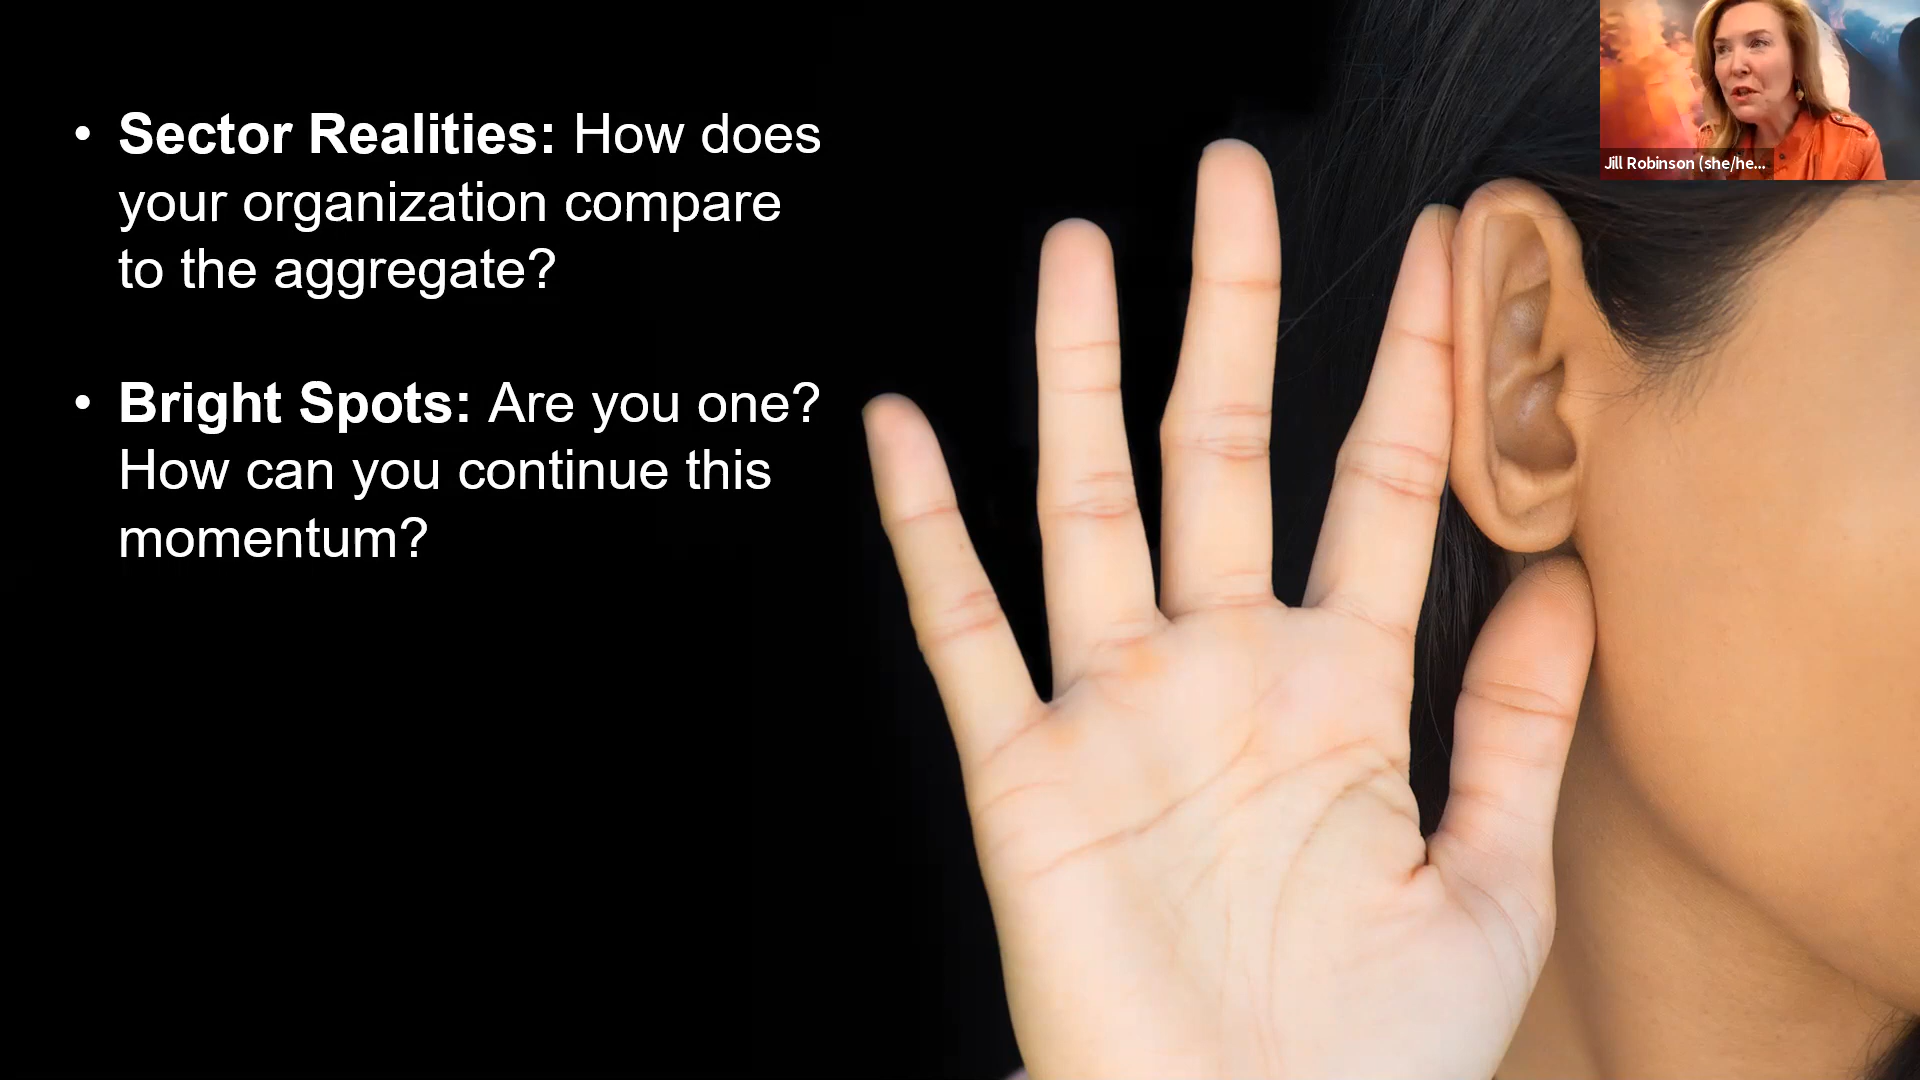 • Sector Realities: How does
your organization compare
to the aggregate?
• Bright Spots: Are you one?
How can you continue this
momentum?
Jill Robinson (she/he...